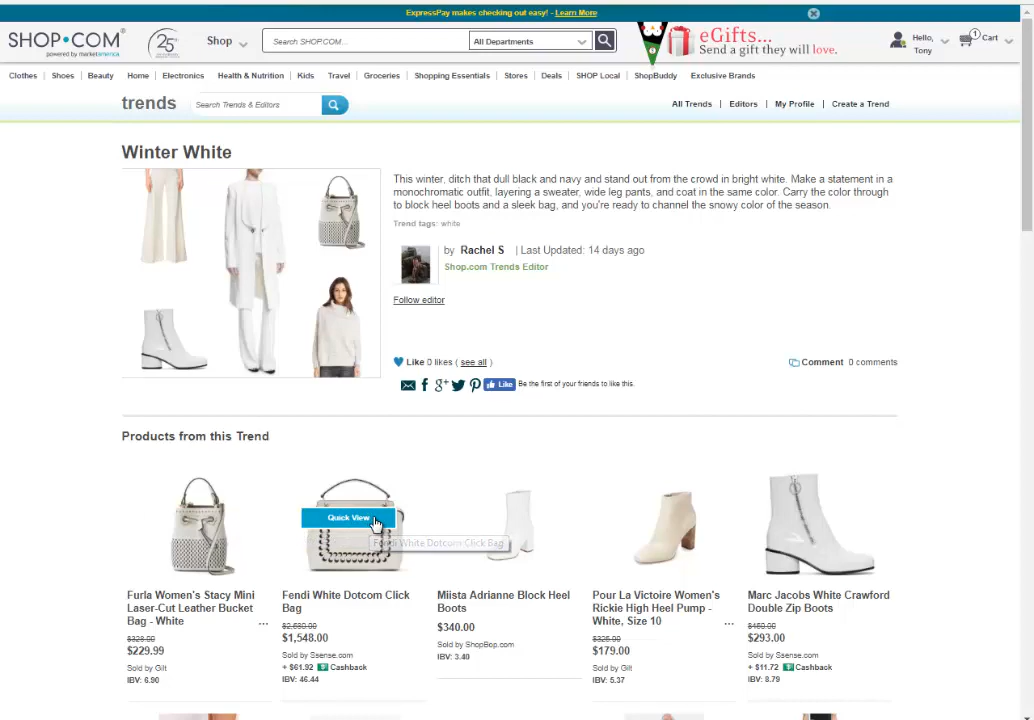 ExpressPay makes checking out easy! - Learn More
SHOP•COM®
powered by marketamerica
25
Shop
Search SHOP.COM...
All Departments
eGifts...
Send a gift they will love.
Hello, Tony
1
Cart
Clothes | Shoes | Beauty | Home | Electronics | Health & Nutrition | Kids | Travel | Groceries | Shopping Essentials | Stores | Deals | SHOP Local | ShopBuddy | Exclusive Brands
trends
Search Trends & Editors
All Trends | Editors | My Profile | Create a Trend
Winter White
This winter, ditch that dull black and navy and stand out from the crowd in bright white. Make a statement in a
monochromatic outfit, layering a sweater, wide leg pants, and coat in the same color. Carry the color through
to block heel boots and a sleek bag, and you're ready to channel the snowy color of the season.
Trend tags: white
by Rachel S | Last Updated: 14 days ago
Shop.com Trends Editor
Follow editor
Like 0 likes ( see all )
Comment 0 comments
Like
Be the first of your friends to like this.
Products from this Trend
Quick View
Fendi White Dotcom Click Bag
Furla Women's Stacy Mini
Laser-Cut Leather Bucket
Bag - White ...
$328.00
$229.99
Sold by Gilt
IBV: 6.90
Fendi White Dotcom Click
Bag
$1,548.00
Sold by Ssense.com
+ $61.92 Cashback
IBV: 46.44
Miista Adrianne Block Heel
Boots
$340.00
Sold by ShopBop.com
IBV: 3.40
Pour La Victoire Women's
Rickie High Heel Pump -
White, Size 10 ...
$325.00
$179.00
Sold by Gilt
IBV: 5.37
Marc Jacobs White Crawford
Double Zip Boots
$293.00
Sold by Ssense.com
+ $11.72 Cashback
IBV: 8.79